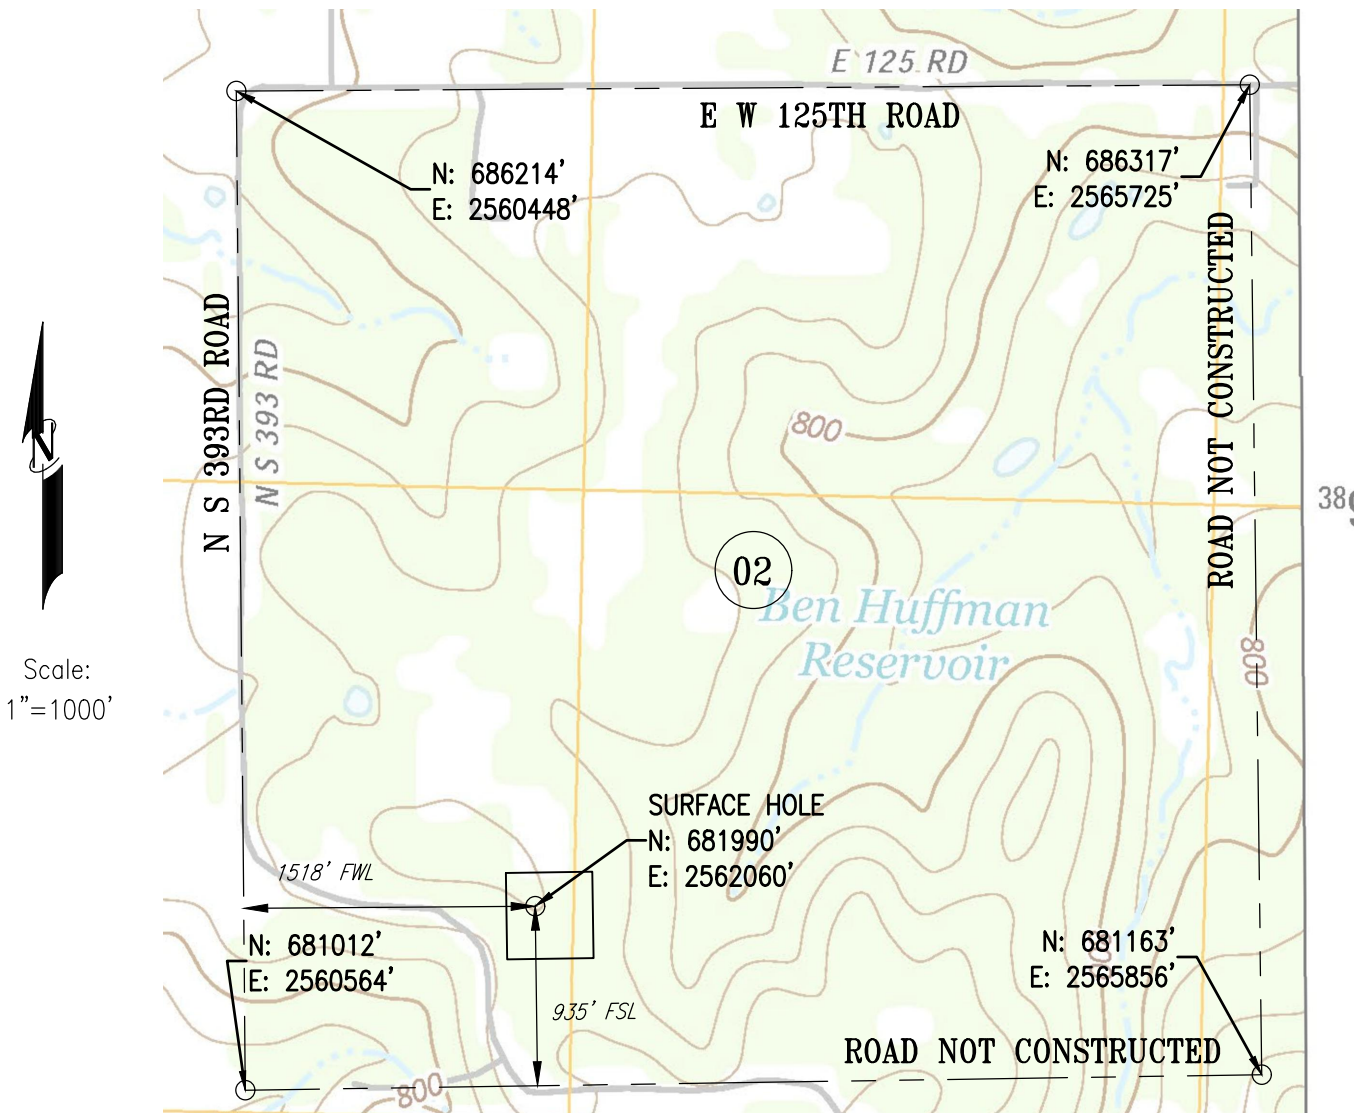 E 125 RD
E W 125TH ROAD
N: 686214'
E: 2560448'
N: 686317'
E: 2565725'
N S 393RD ROAD
N S 393 RD
ROAD NOT CONSTRUCTED
800
N
Scale:
1"=1000'
02
Ben Huffman
Reservoir
800
SURFACE HOLE
N: 681990'
E: 2562060'
1518' FWL
N: 681012'
E: 2560564'
935' FSL
N: 681163'
E: 2565856'
ROAD NOT CONSTRUCTED
800